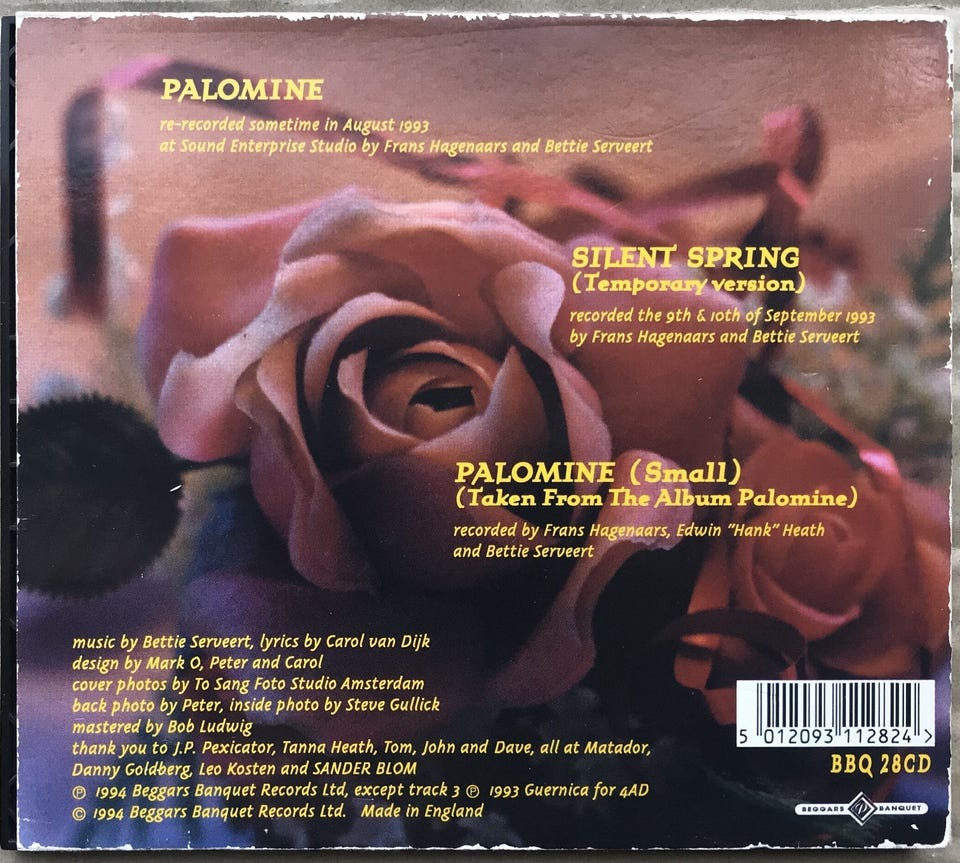 PALOMINE
re-recorded sometime in August 1993
at Sound Enterprise Studio by Frans Hagenaars and Bettie Serveert
SILENT SPRING
(Temporary version)
recorded the 9th & 10th of September 1993
by Frans Hagenaars and Bettie Serveert
PALOMINE (Small)
(Taken From The Album Palomine)
recorded by Frans Hagenaars, Edwin "Hank" Heath
and Bettie Serveert
music by Bettie Serveert, lyrics by Carol van Dijk
design by Mark O, Peter and Carol
cover photos by To Sang Foto Studio Amsterdam
back photo by Peter, inside photo by Steve Gullick
mastered by Bob Ludwig
thank you to J.P. Pexicator, Tanna Heath, Tom, John and Dave, all at Matador,
Danny Goldberg, Leo Kosten and SANDER BLOM
℗ 1994 Beggars Banquet Records Ltd, except track 3 ℗ 1993 Guernica for 4AD
© 1994 Beggars Banquet Records Ltd. Made in England
5 012093 112824 >
BBQ 28CD
BEGGARS BANQUET